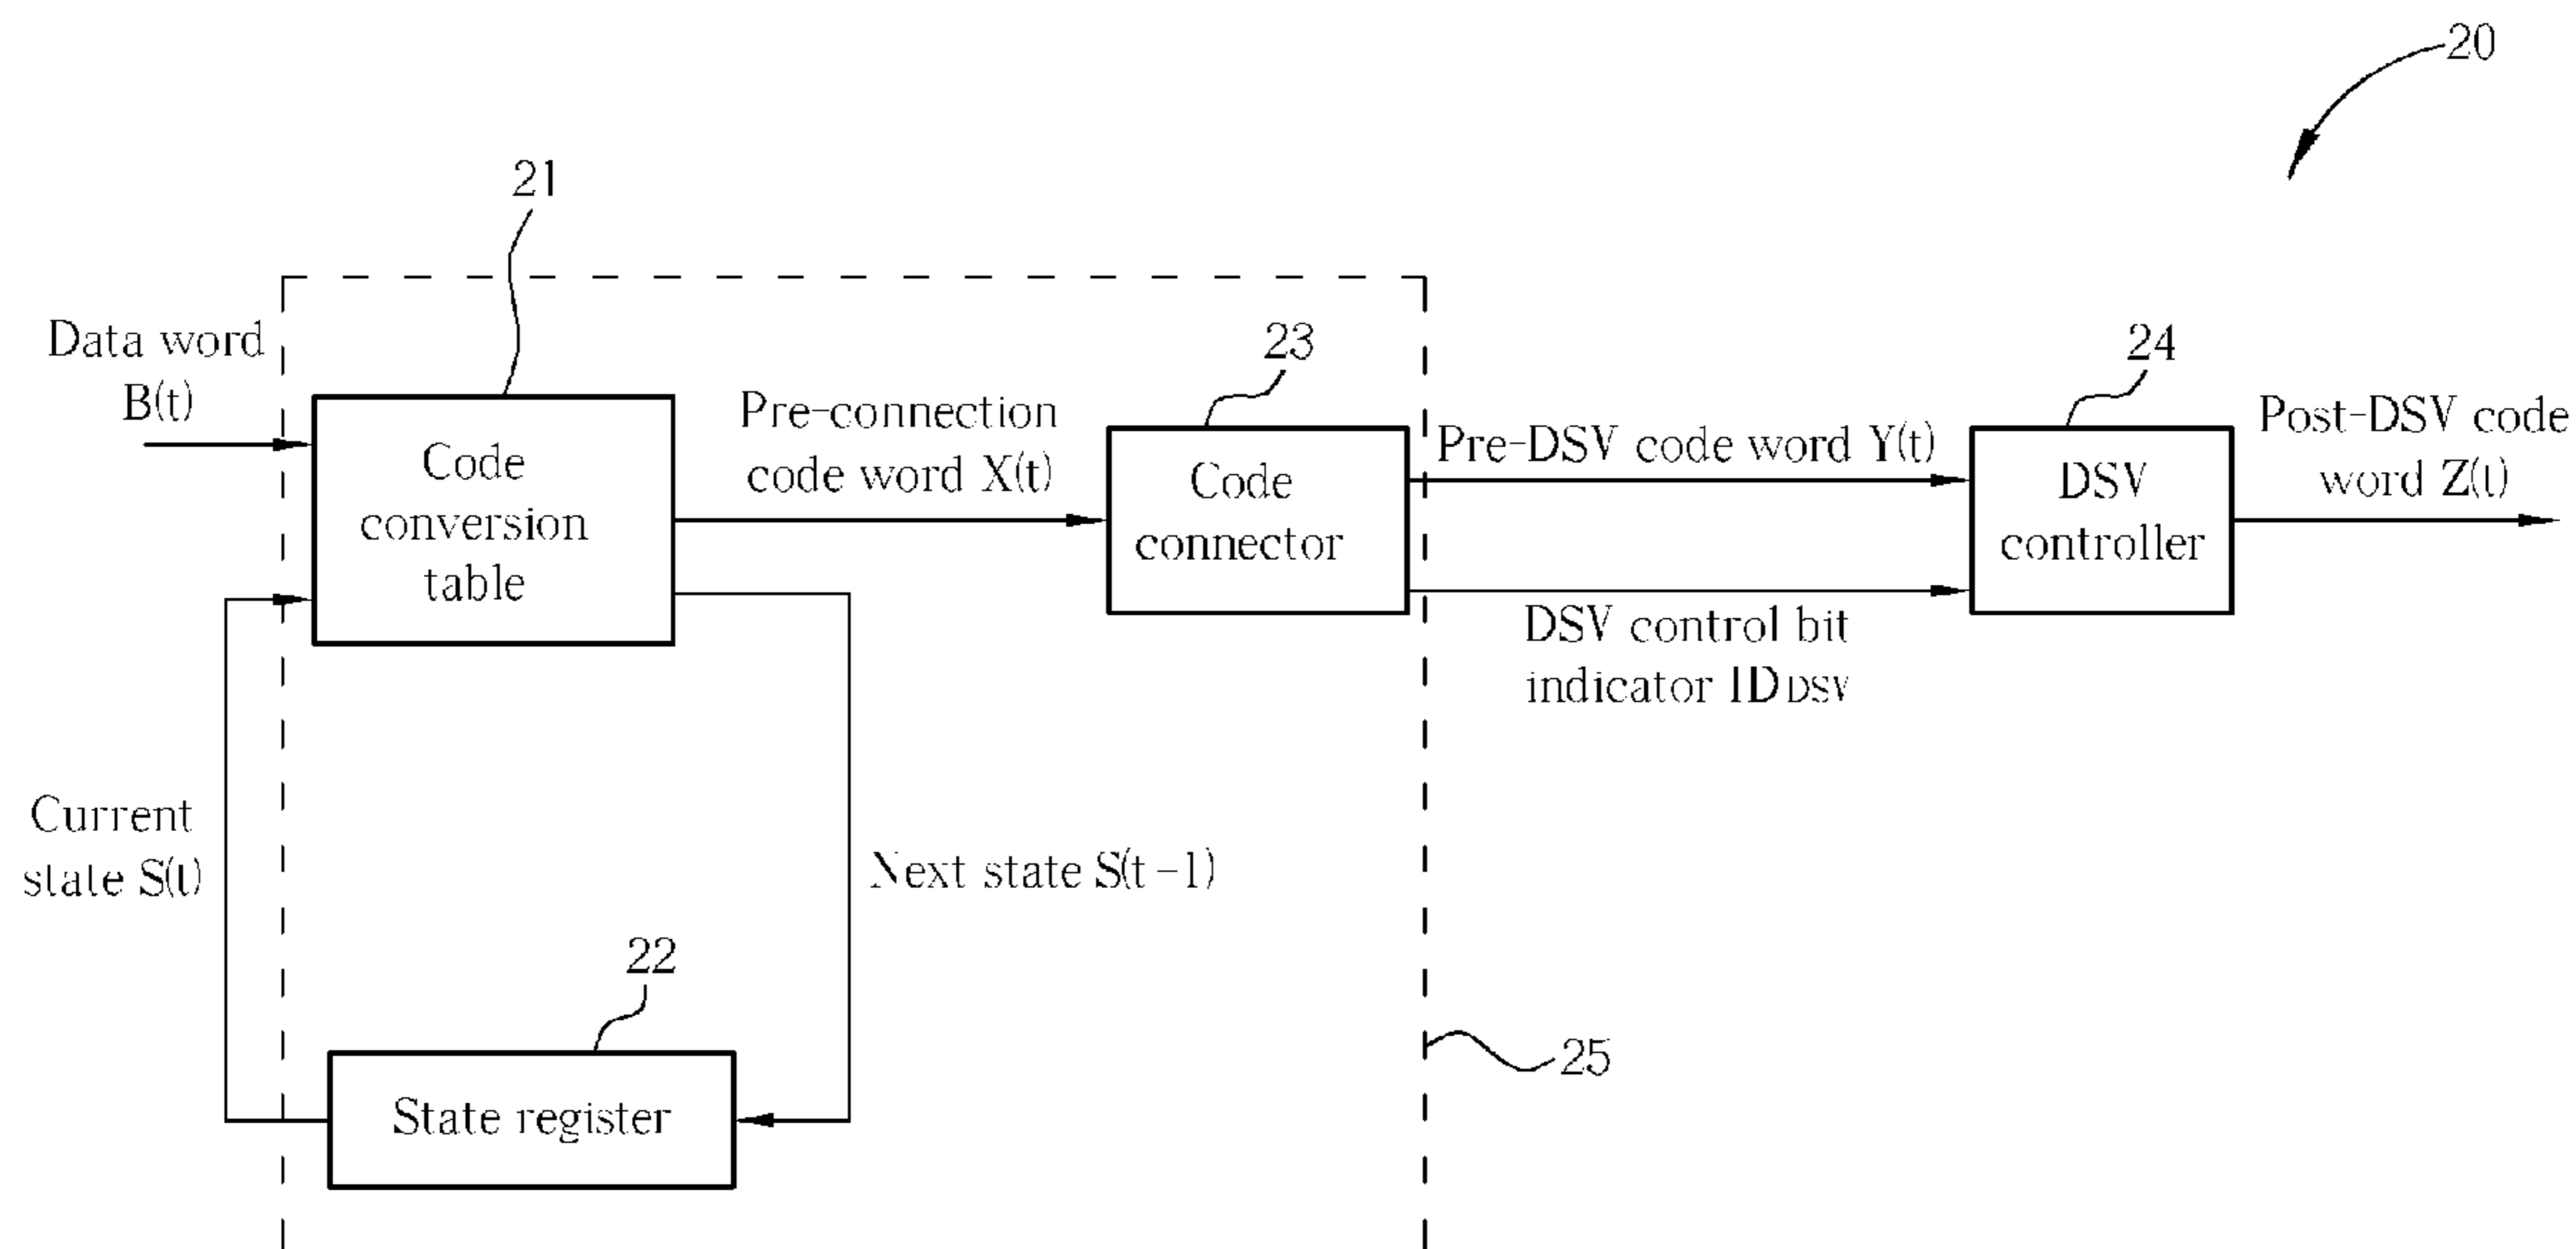 20
21
Data word
B(t)
23
24
Code
conversion
table
Pre-connection
code word X(t)
Code
connector
Pre-DSV code word Y(t)
DSV
controller
Post-DSV code
word Z(t)
DSV control bit
indicator IDDSV
Current
state S(t)
Next state S(t-1)
22
State register
25